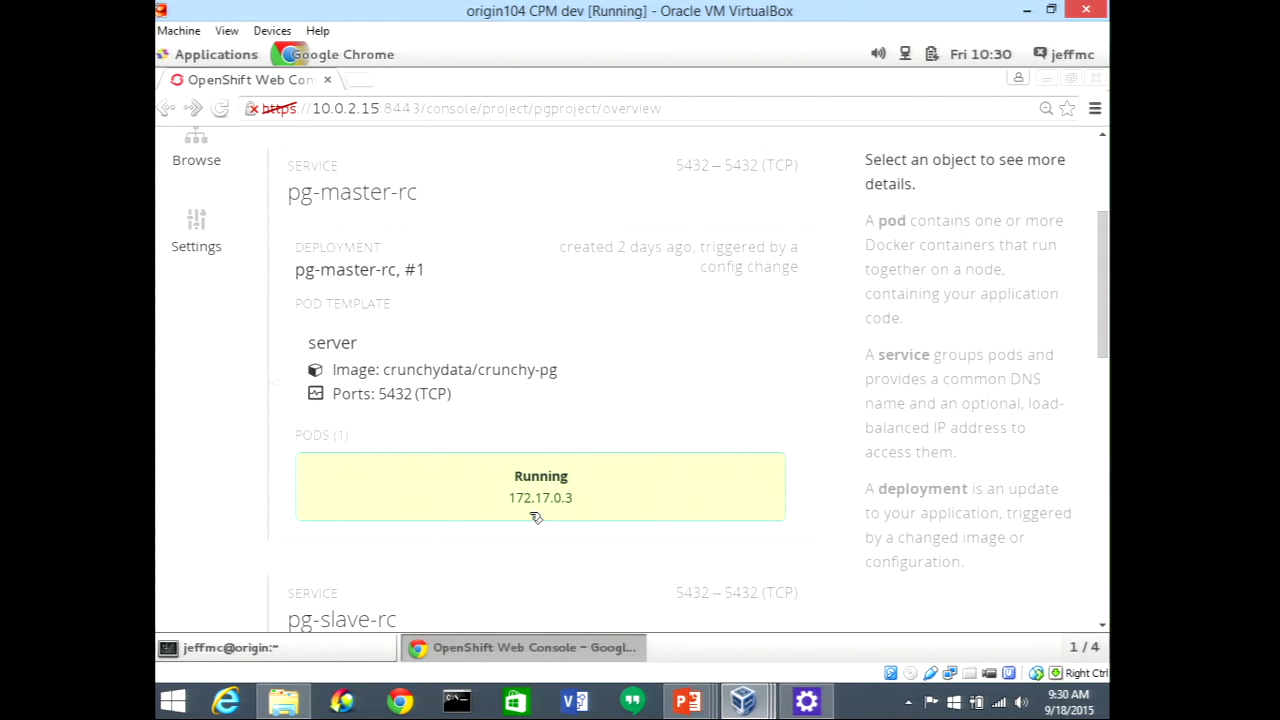 origin104 CPM dev [Running] - Oracle VM VirtualBox
Machine View Devices Help
Applications Google Chrome Fri 10:30 jeffmc
OpenShift Web Con
https://10.0.2.15:8443/console/project/pgproject/overview
Browse
Settings
SERVICE 5432 – 5432 (TCP)
pg-master-rc
DEPLOYMENT created 2 days ago, triggered by a
config change
pg-master-rc, #1
POD TEMPLATE
server
Image: crunchydata/crunchy-pg
Ports: 5432 (TCP)
PODS (1)
Running
172.17.0.3
SERVICE 5432 – 5432 (TCP)
pg-slave-rc
Select an object to see more
details.
A pod contains one or more
Docker containers that run
together on a node,
containing your application
code.
A service groups pods and
provides a common DNS
name and an optional, load-
balanced IP address to
access them.
A deployment is an update
to your application, triggered
by a changed image or
configuration.
jeffmc@origin:~ OpenShift Web Console – Googl... 1 / 4
Right Ctrl
9:30 AM
9/18/2015